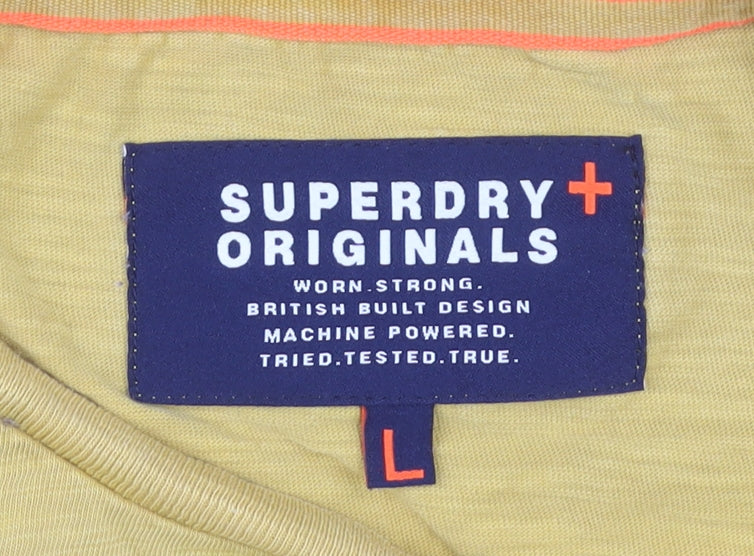 SUPERDRY +
ORIGINALS
WORN.STRONG.
BRITISH BUILT DESIGN
MACHINE POWERED.
TRIED.TESTED.TRUE.
L